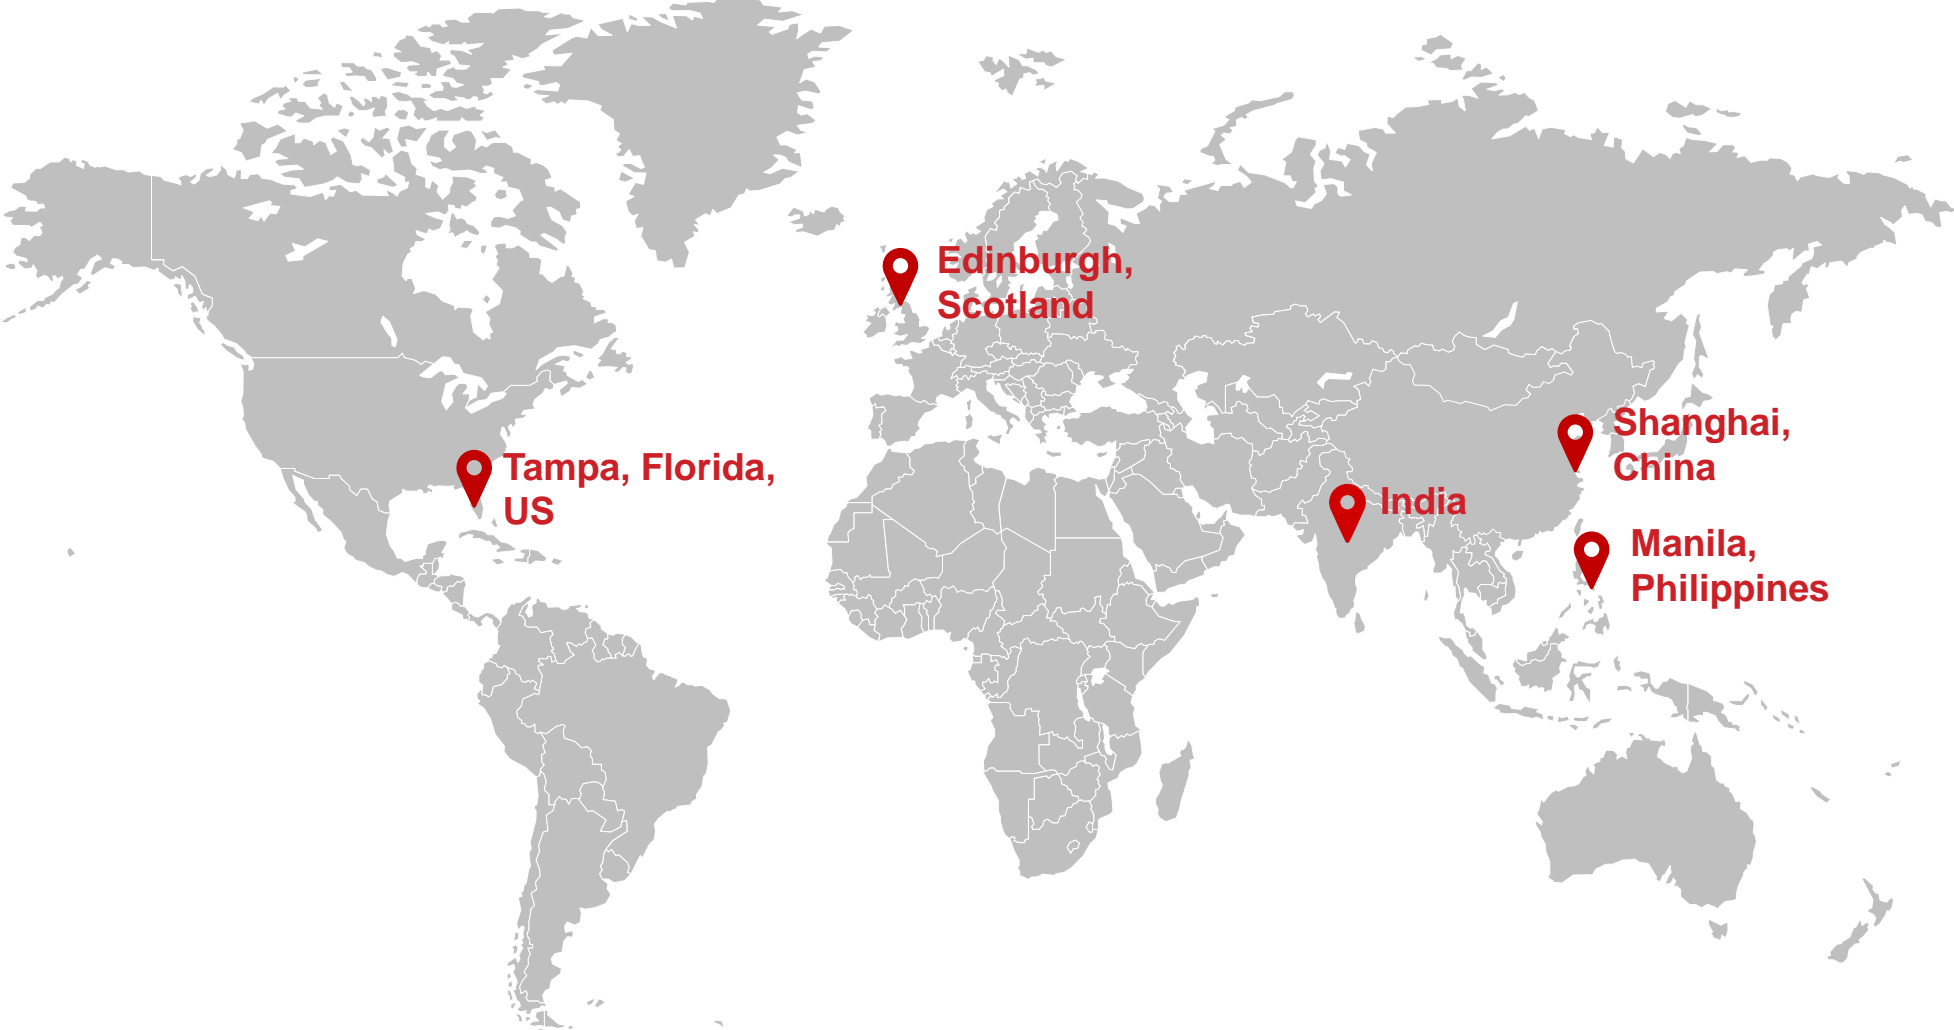 Edinburgh,
Scotland
Shanghai,
China
Tampa, Florida,
US
India
Manila,
Philippines